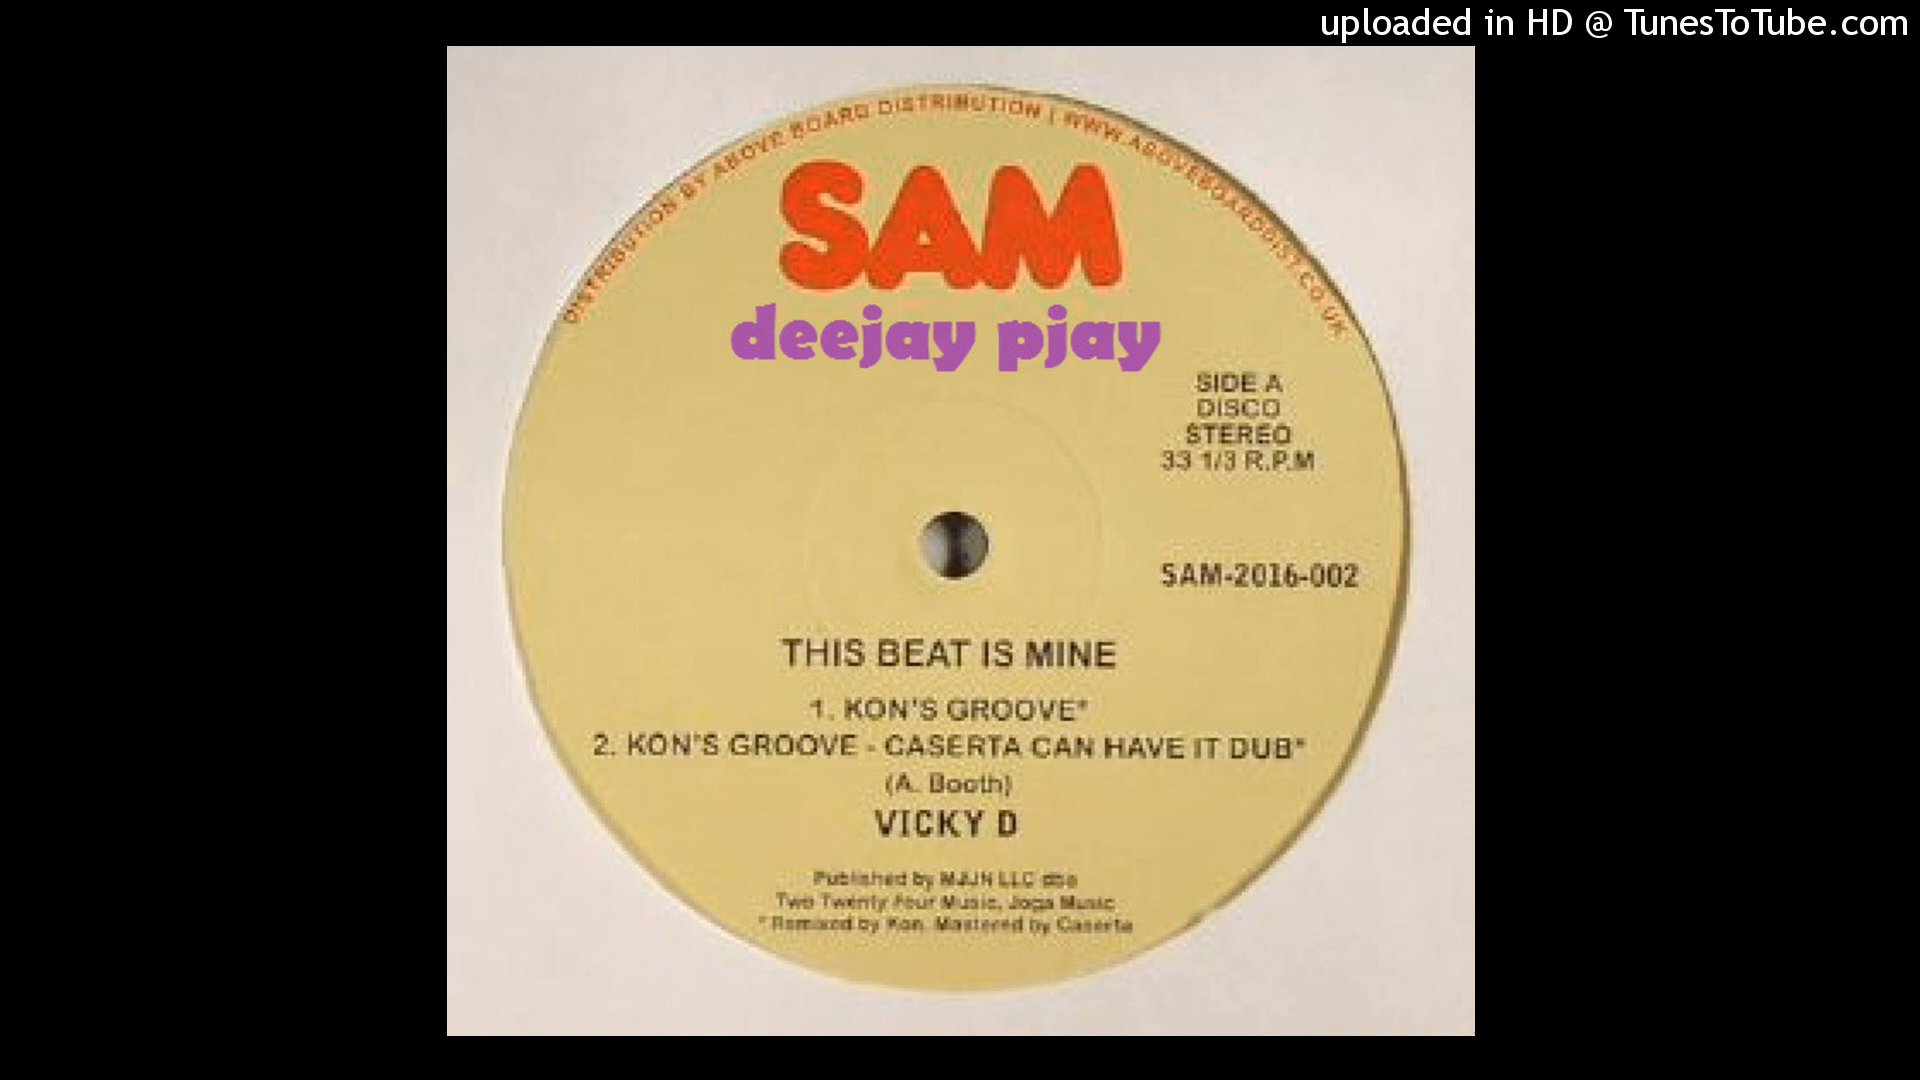 uploaded in HD @ TunesToTube.com
DISTRIBUTION BY ABOVE BOARD DISTRIBUTION | WWW.ABOVEBOARDDIST.CO.UK
SAM
deejay pjay
SIDE A
DISCO
STEREO
33 1/3 R.P.M
SAM-2016-002
THIS BEAT IS MINE
1. KON'S GROOVE*
2. KON'S GROOVE - CASERTA CAN HAVE IT DUB*
(A. Booth)
VICKY D
Published by MAJN LLC dba
Two Twenty Four Music, Joga Music
* Remixed by Kon. Mastered by Caserta